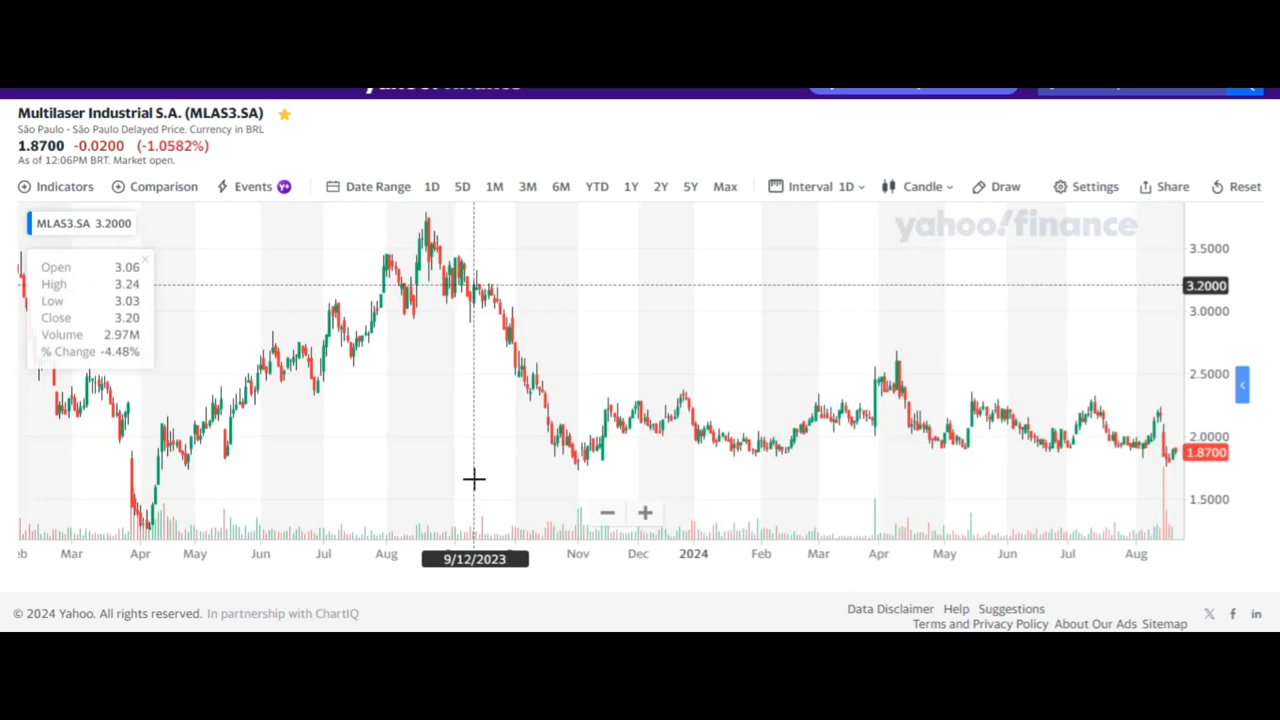 Multilaser Industrial S.A. (MLAS3.SA)
São Paulo - São Paulo Delayed Price. Currency in BRL
1.8700 -0.0200 (-1.0582%)
As of 12:06PM BRT. Market open.
Indicators Comparison Events Y+ Date Range 1D 5D 1M 3M 6M YTD 1Y 2Y 5Y Max Interval 1D Candle Draw Settings Share Reset
MLAS3.SA 3.2000
yahoo!finance
Open 3.06
High 3.24
Low 3.03
Close 3.20
Volume 2.97M
% Change -4.48%
3.5000
3.2000
3.0000
2.5000
2.0000
1.8700
1.5000
eb Mar Apr May Jun Jul Aug Nov Dec 2024 Feb Mar Apr May Jun Jul Aug
9/12/2023
© 2024 Yahoo. All rights reserved. In partnership with ChartIQ
Data Disclaimer Help Suggestions
Terms and Privacy Policy About Our Ads Sitemap